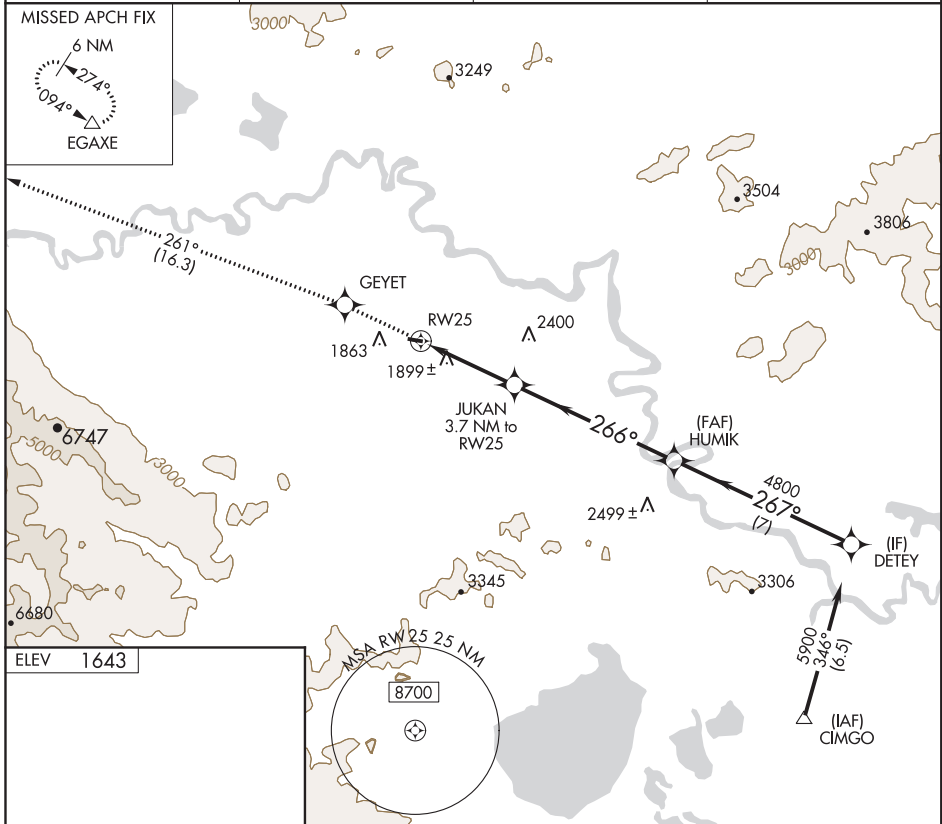 MISSED APCH FIX
6 NM
274°
094°
EGAXE
3000
3249
3504
3806
3000
261°
(16.3)
GEYET
RW25
1863
1899±
2400
JUKAN
3.7 NM to
RW25
266°
(FAF)
HUMIK
4800
267°
(7)
2499±
(IF)
DETEY
6747
5000
3000
3345
3306
6680
5900
346°
(6.5)
(IAF)
CIMGO
ELEV 1643
MSA RW 25 25 NM
8700